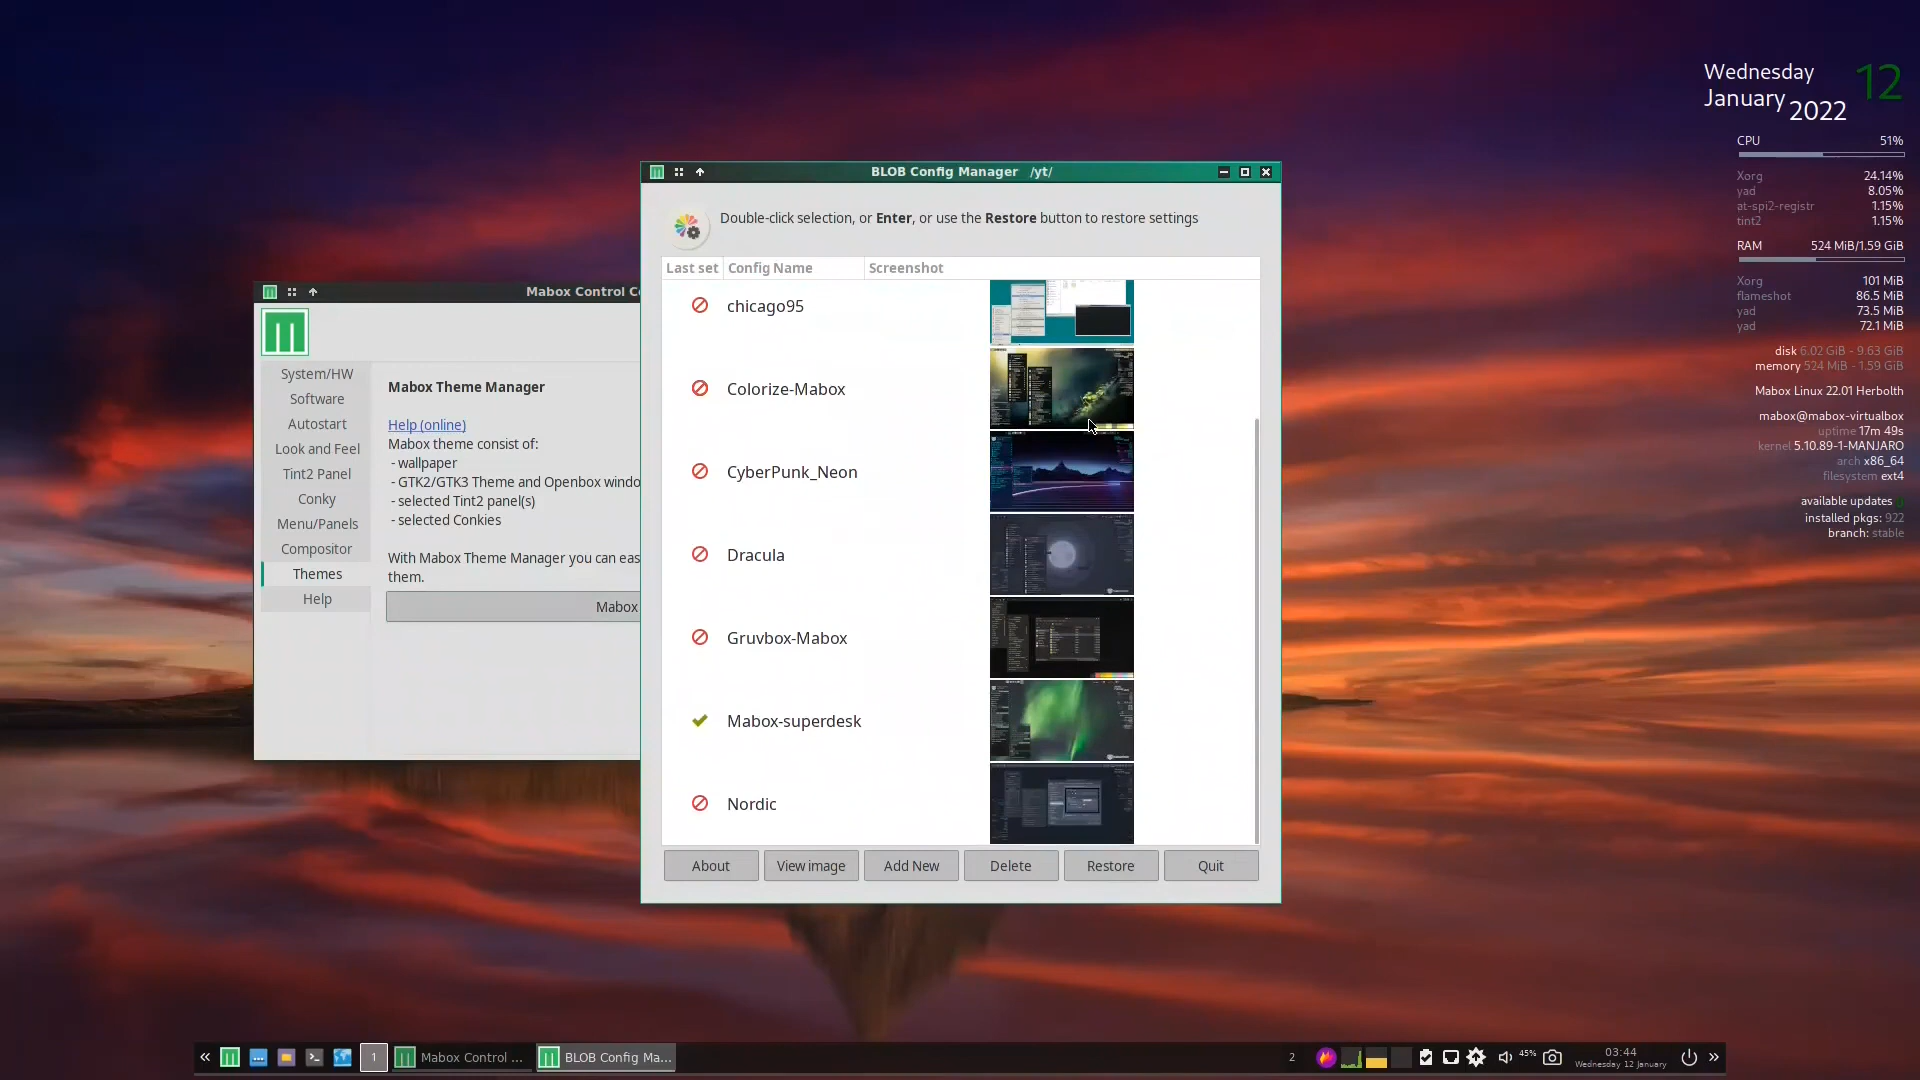 Wednesday 12
January 2022
CPU 51%
Xorg 24.14%
yad 8.05%
at-spi2-registr 1.15%
tint2 1.15%
RAM 524 MiB/1.59 GiB
Xorg 101 MiB
flameshot 86.5 MiB
yad 73.5 MiB
yad 72.1 MiB
disk 6.02 GiB - 9.63 GiB
memory 524 MiB - 1.59 GiB
Mabox Linux 22.01 Herbolth
mabox@mabox-virtualbox
uptime 17m 49s
kernel 5.10.89-1-MANJARO
arch x86_64
filesystem ext4
available updates
installed pkgs: 922
branch: stable
BLOB Config Manager /yt/
Double-click selection, or Enter, or use the Restore button to restore settings
Last set Config Name Screenshot
chicago95
Colorize-Mabox
CyberPunk_Neon
Dracula
Gruvbox-Mabox
Mabox-superdesk
Nordic
About View image Add New Delete Restore Quit
Mabox Control C
System/HW
Software
Autostart
Look and Feel
Tint2 Panel
Conky
Menu/Panels
Compositor
Themes
Help
Mabox Theme Manager
Help (online)
Mabox theme consist of:
- wallpaper
- GTK2/GTK3 Theme and Openbox windo
- selected Tint2 panel(s)
- selected Conkies
With Mabox Theme Manager you can eas
them.
Mabox
« 1 Mabox Control ... BLOB Config Ma... 2 45% 03:44 »
Wednesday 12 January